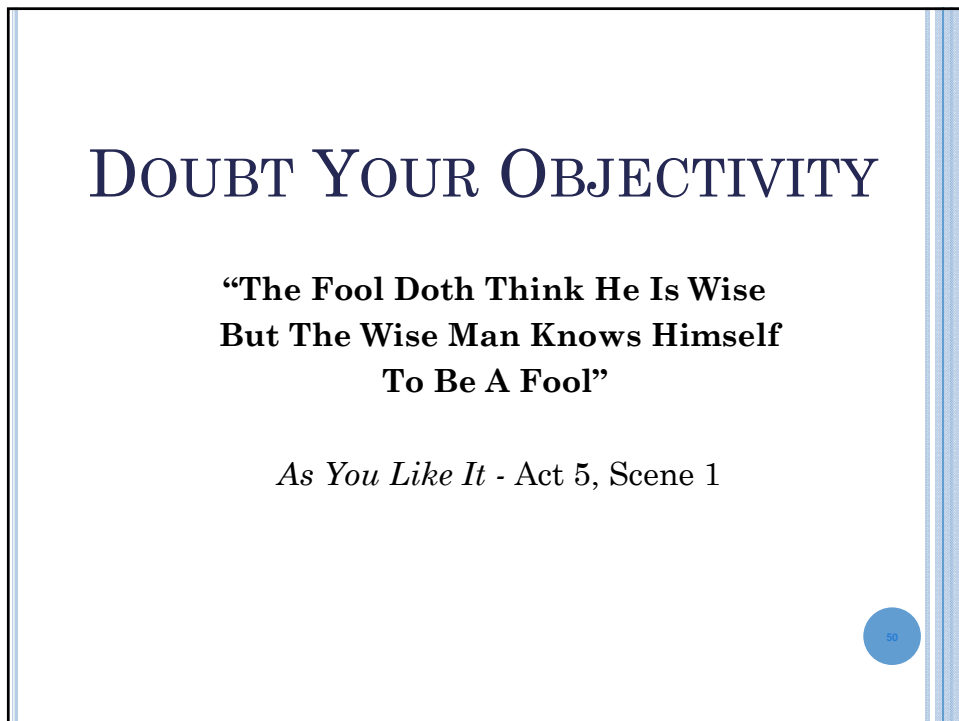 DOUBT YOUR OBJECTIVITY
“The Fool Doth Think He Is Wise
But The Wise Man Knows Himself
To Be A Fool”
As You Like It - Act 5, Scene 1
50